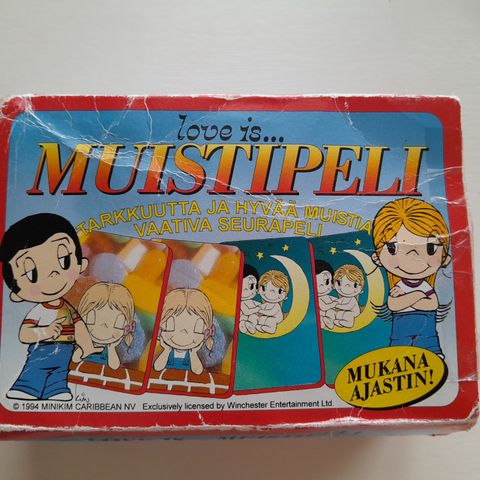 love is...
MUISTIPELI
TARKKUUTTA JA HYVÄÄ MUISTIA
VAATIVA SEURAPELI
MUKANA
AJASTIN!
© 1994 MINIKIM CARIBBEAN NV Exclusively licensed by Winchester Entertainment Ltd.